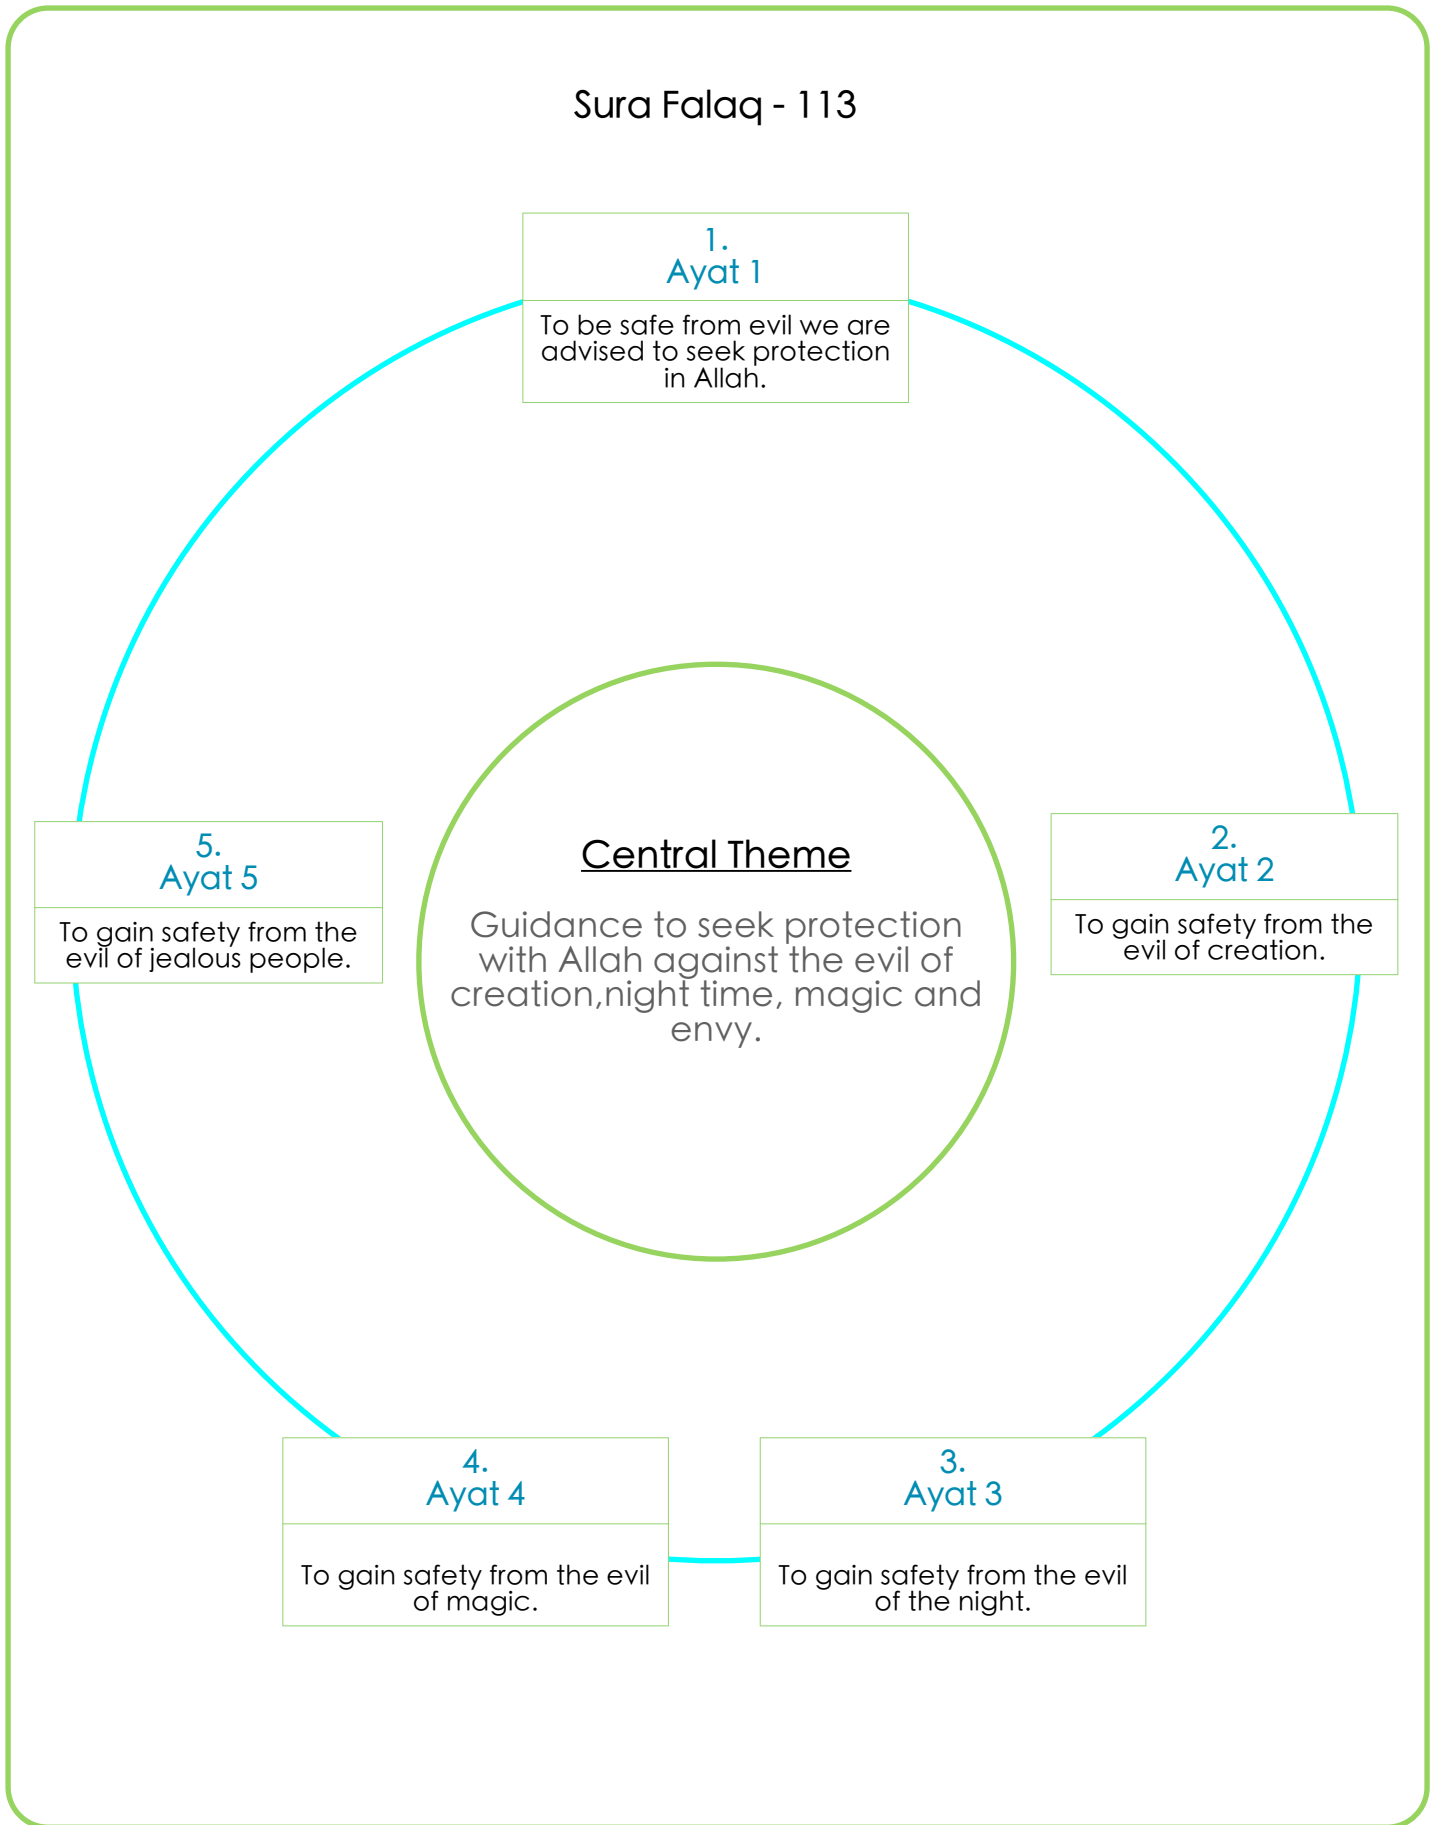 Sura Falaq - 113
1.
Ayat 1
To be safe from evil we are
advised to seek protection
in Allah.
2.
Ayat 2
To gain safety from the
evil of creation.
3.
Ayat 3
To gain safety from the evil
of the night.
4.
Ayat 4
To gain safety from the evil
of magic.
5.
Ayat 5
To gain safety from the
evil of jealous people.
Central Theme
Guidance to seek protection
with Allah against the evil of
creation,night time, magic and
envy.